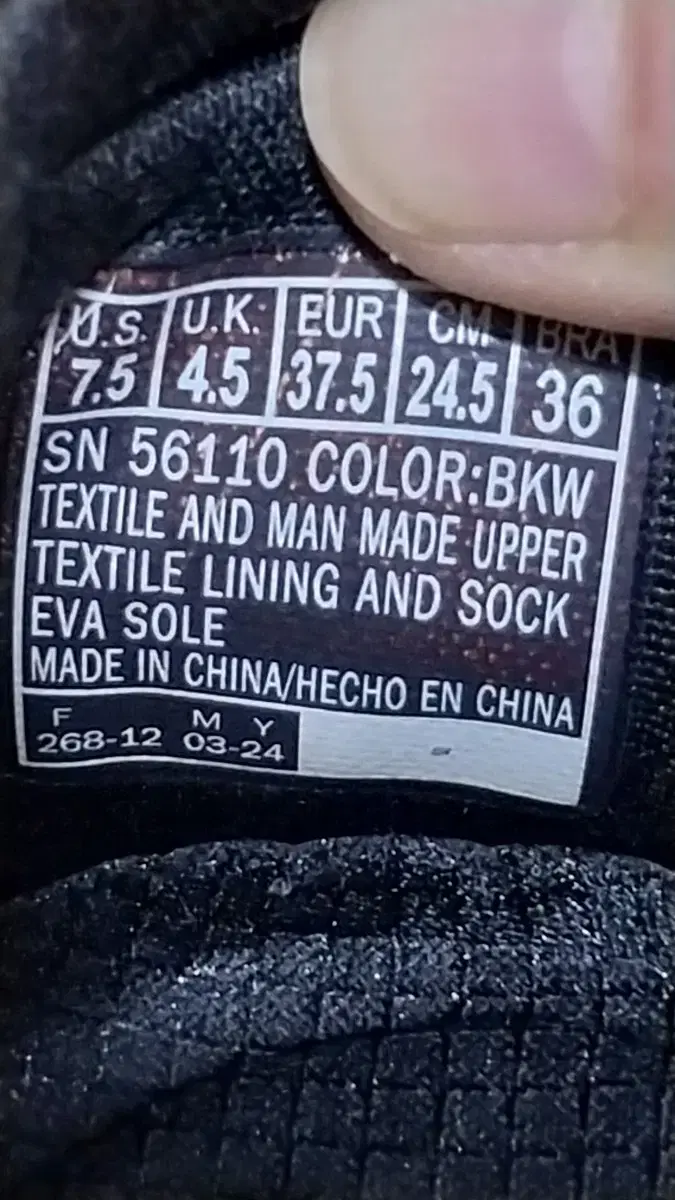 U.S. U.K. EUR CM BRA
7.5 4.5 37.5 24.5 36
SN 56110 COLOR:BKW
TEXTILE AND MAN MADE UPPER
TEXTILE LINING AND SOCK
EVA SOLE
MADE IN CHINA/HECHO EN CHINA
F M Y
268-12 03-24